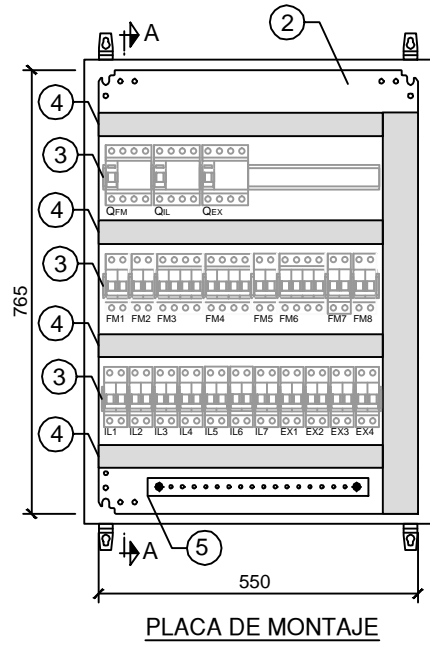 A
2
4
3
QFM QIL QEX
4
3
FM1 FM2 FM3 FM4 FM5 FM6 FM7 FM8
765
4
3
IL1 IL2 IL3 IL4 IL5 IL6 IL7 EX1 EX2 EX3 EX4
4
A
5
550
PLACA DE MONTAJE